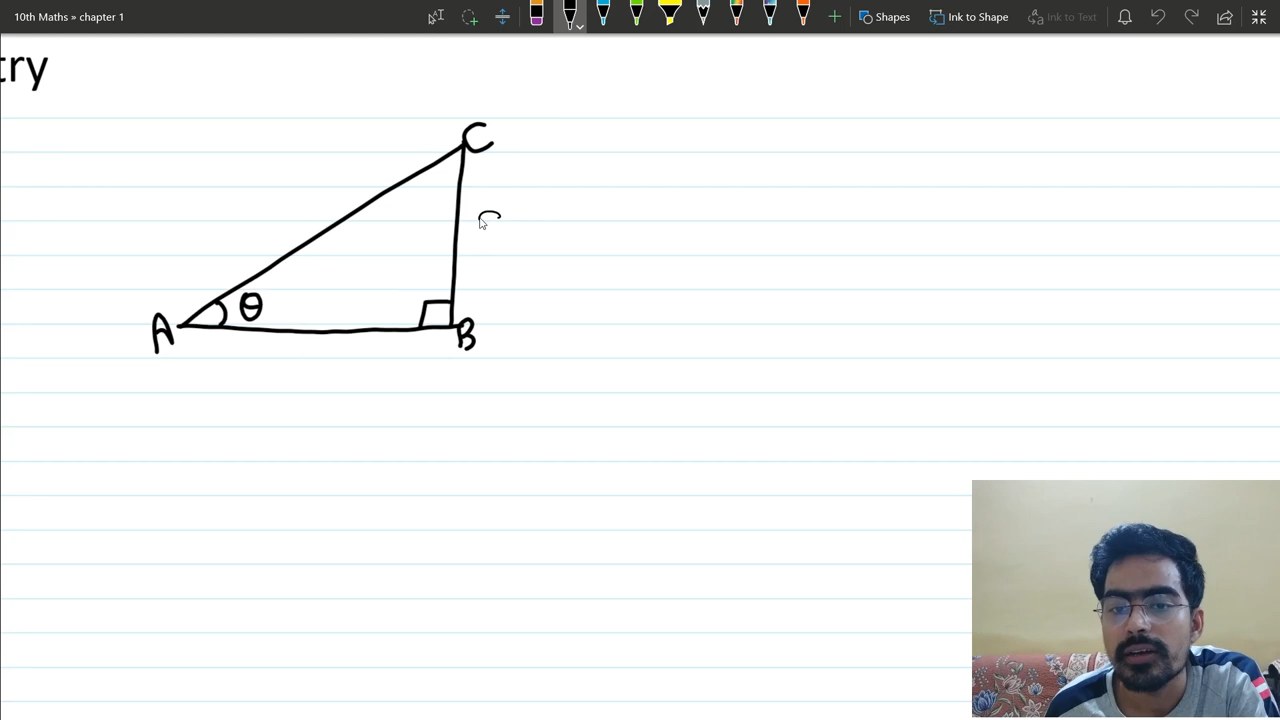 10th Maths » chapter 1
Shapes
Ink to Shape
Ink to Text
try
C
θ
A
B